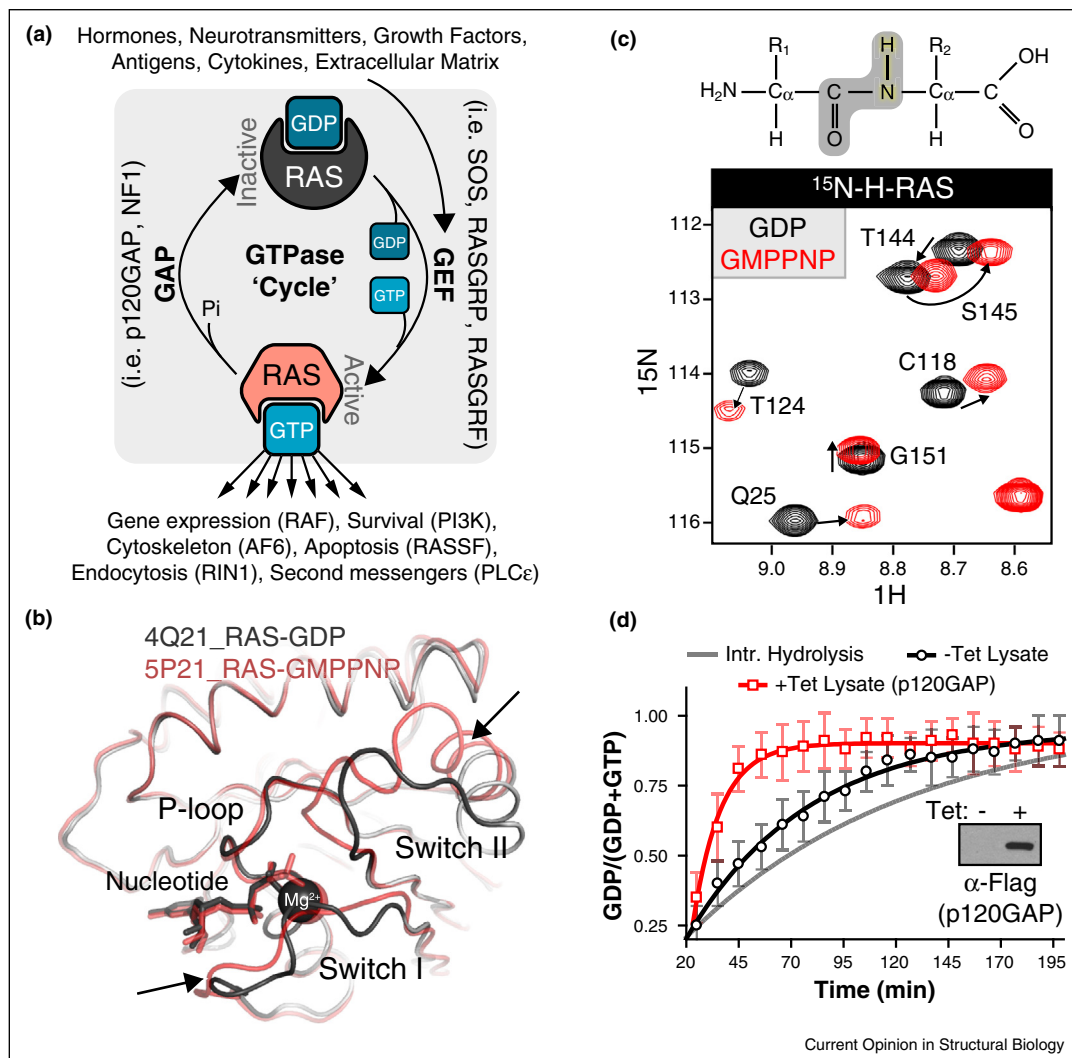 (a)
Hormones, Neurotransmitters, Growth Factors,
Antigens, Cytokines, Extracellular Matrix
GDP
RAS
Inactive
(i.e. p120GAP, NF1)
GAP
GTPase
'Cycle'
GDP
GTP
GEF
(i.e. SOS, RASGRP, RASGRF)
Pi
RAS
Active
GTP
Gene expression (RAF), Survival (PI3K),
Cytoskeleton (AF6), Apoptosis (RASSF),
Endocytosis (RIN1), Second messengers (PLCε)
(b)
4Q21_RAS-GDP
5P21_RAS-GMPPNP
P-loop
Switch II
Nucleotide
Mg²⁺
Switch I
(c)
R₁ H R₂ OH
H₂N Cα C N Cα C
H O H O
¹⁵N-H-RAS
GDP
GMPPNP
T144
S145
C118
T124
G151
Q25
15N
112
113
114
115
116
9.0 8.9 8.8 8.7 8.6
1H
(d)
Intr. Hydrolysis -Tet Lysate
+Tet Lysate (p120GAP)
GDP/(GDP+GTP)
1.00
0.75
0.50
0.25
Tet: - +
α-Flag
(p120GAP)
20 45 70 95 120 145 170 195
Time (min)
Current Opinion in Structural Biology